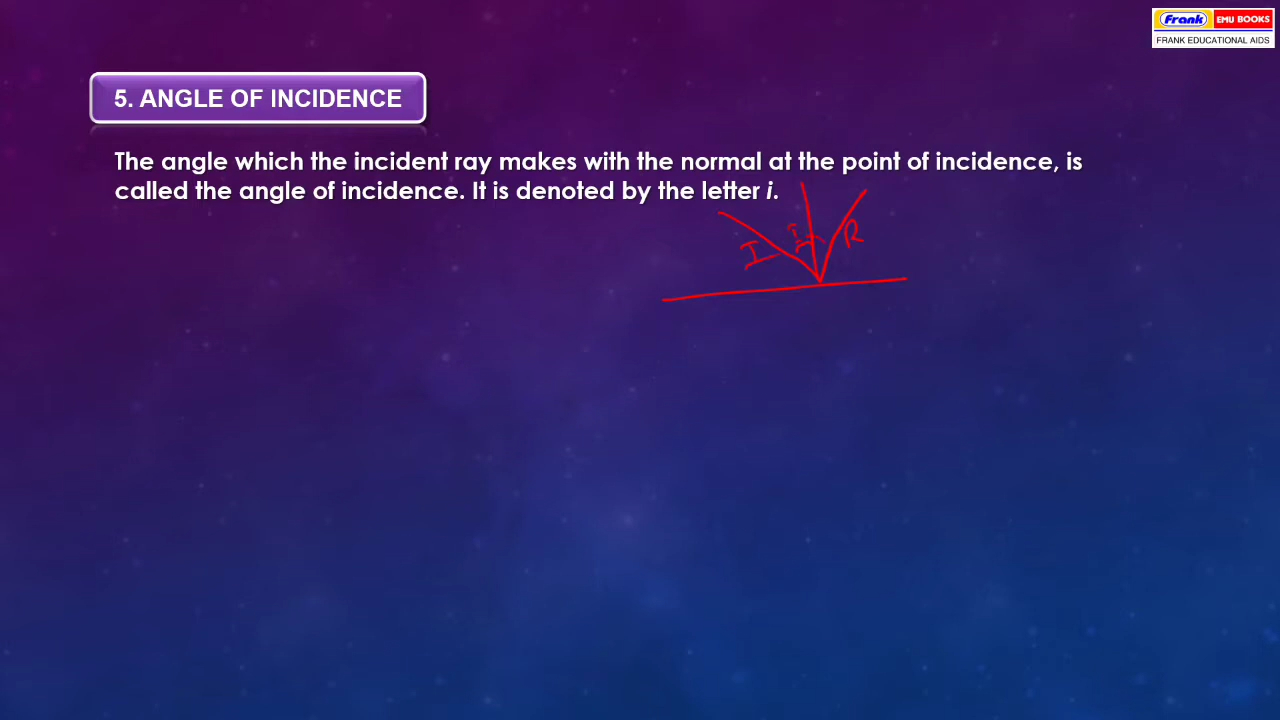 Frank EMU BOOKS
FRANK EDUCATIONAL AIDS
5. ANGLE OF INCIDENCE
The angle which the incident ray makes with the normal at the point of incidence, is
called the angle of incidence. It is denoted by the letter i.
I i R